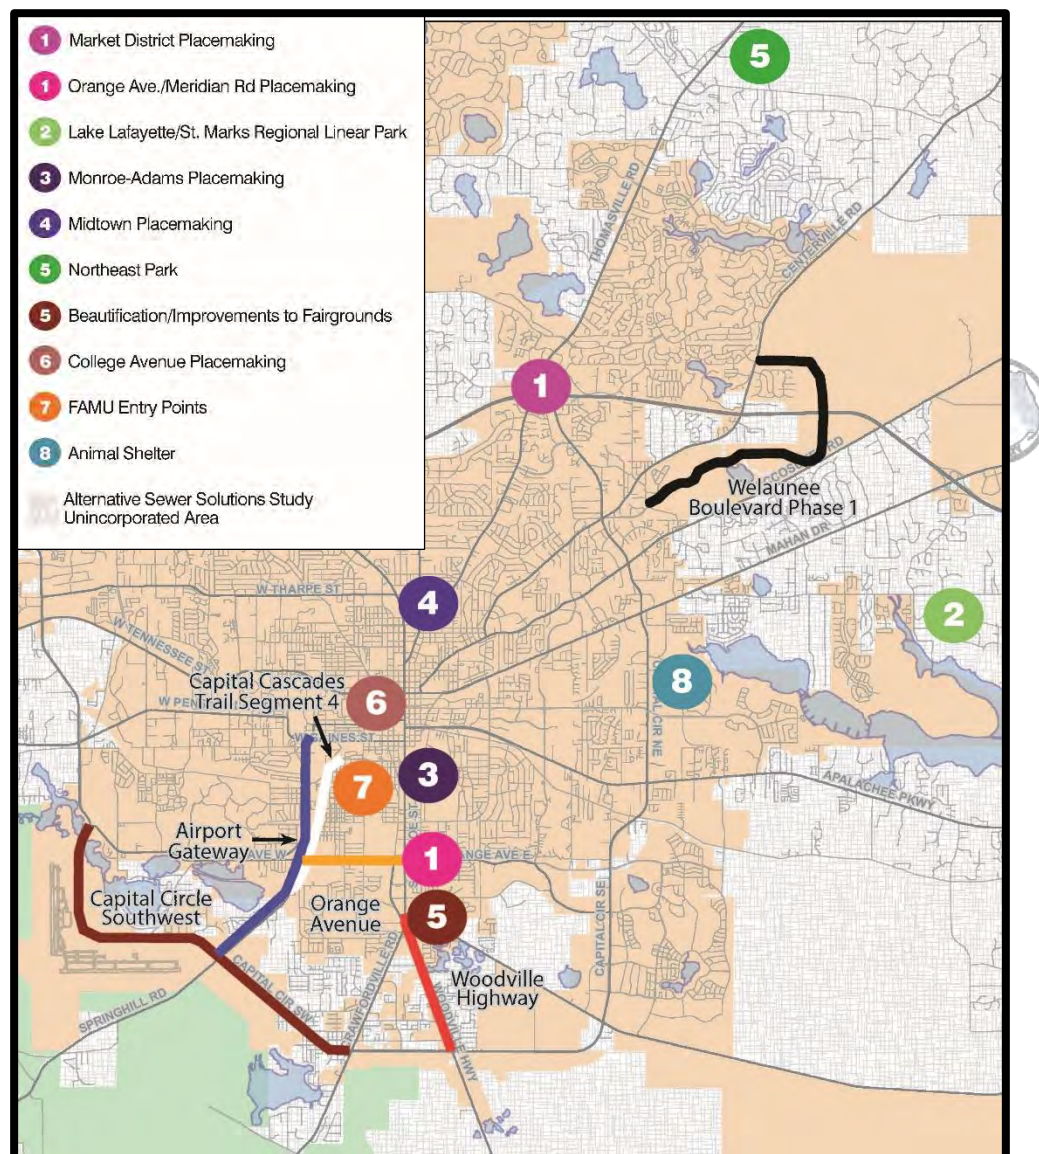 1 Market District Placemaking
1 Orange Ave./Meridian Rd Placemaking
2 Lake Lafayette/St. Marks Regional Linear Park
3 Monroe-Adams Placemaking
4 Midtown Placemaking
5 Northeast Park
5 Beautification/Improvements to Fairgrounds
6 College Avenue Placemaking
7 FAMU Entry Points
8 Animal Shelter
Alternative Sewer Solutions Study
Unincorporated Area
5
THOMASVILLE RD
CENTERVILLE RD
1
Welaunee
Boulevard Phase 1
MAHAN DR
W THARPE ST
4
2
W TENNESSEE ST
Capital Cascades
Trail Segment 4
8
6
3
7
APALACHEE PKWY
Airport
Gateway
AVE W
1
Orange
Avenue
Capital Circle
Southwest
5
Woodville
Highway
CAPITAL CIR SE
CAPITAL CIR SW
SPRINGHILL RD
CRAWFORDVILLE RD
WOODVILLE HWY